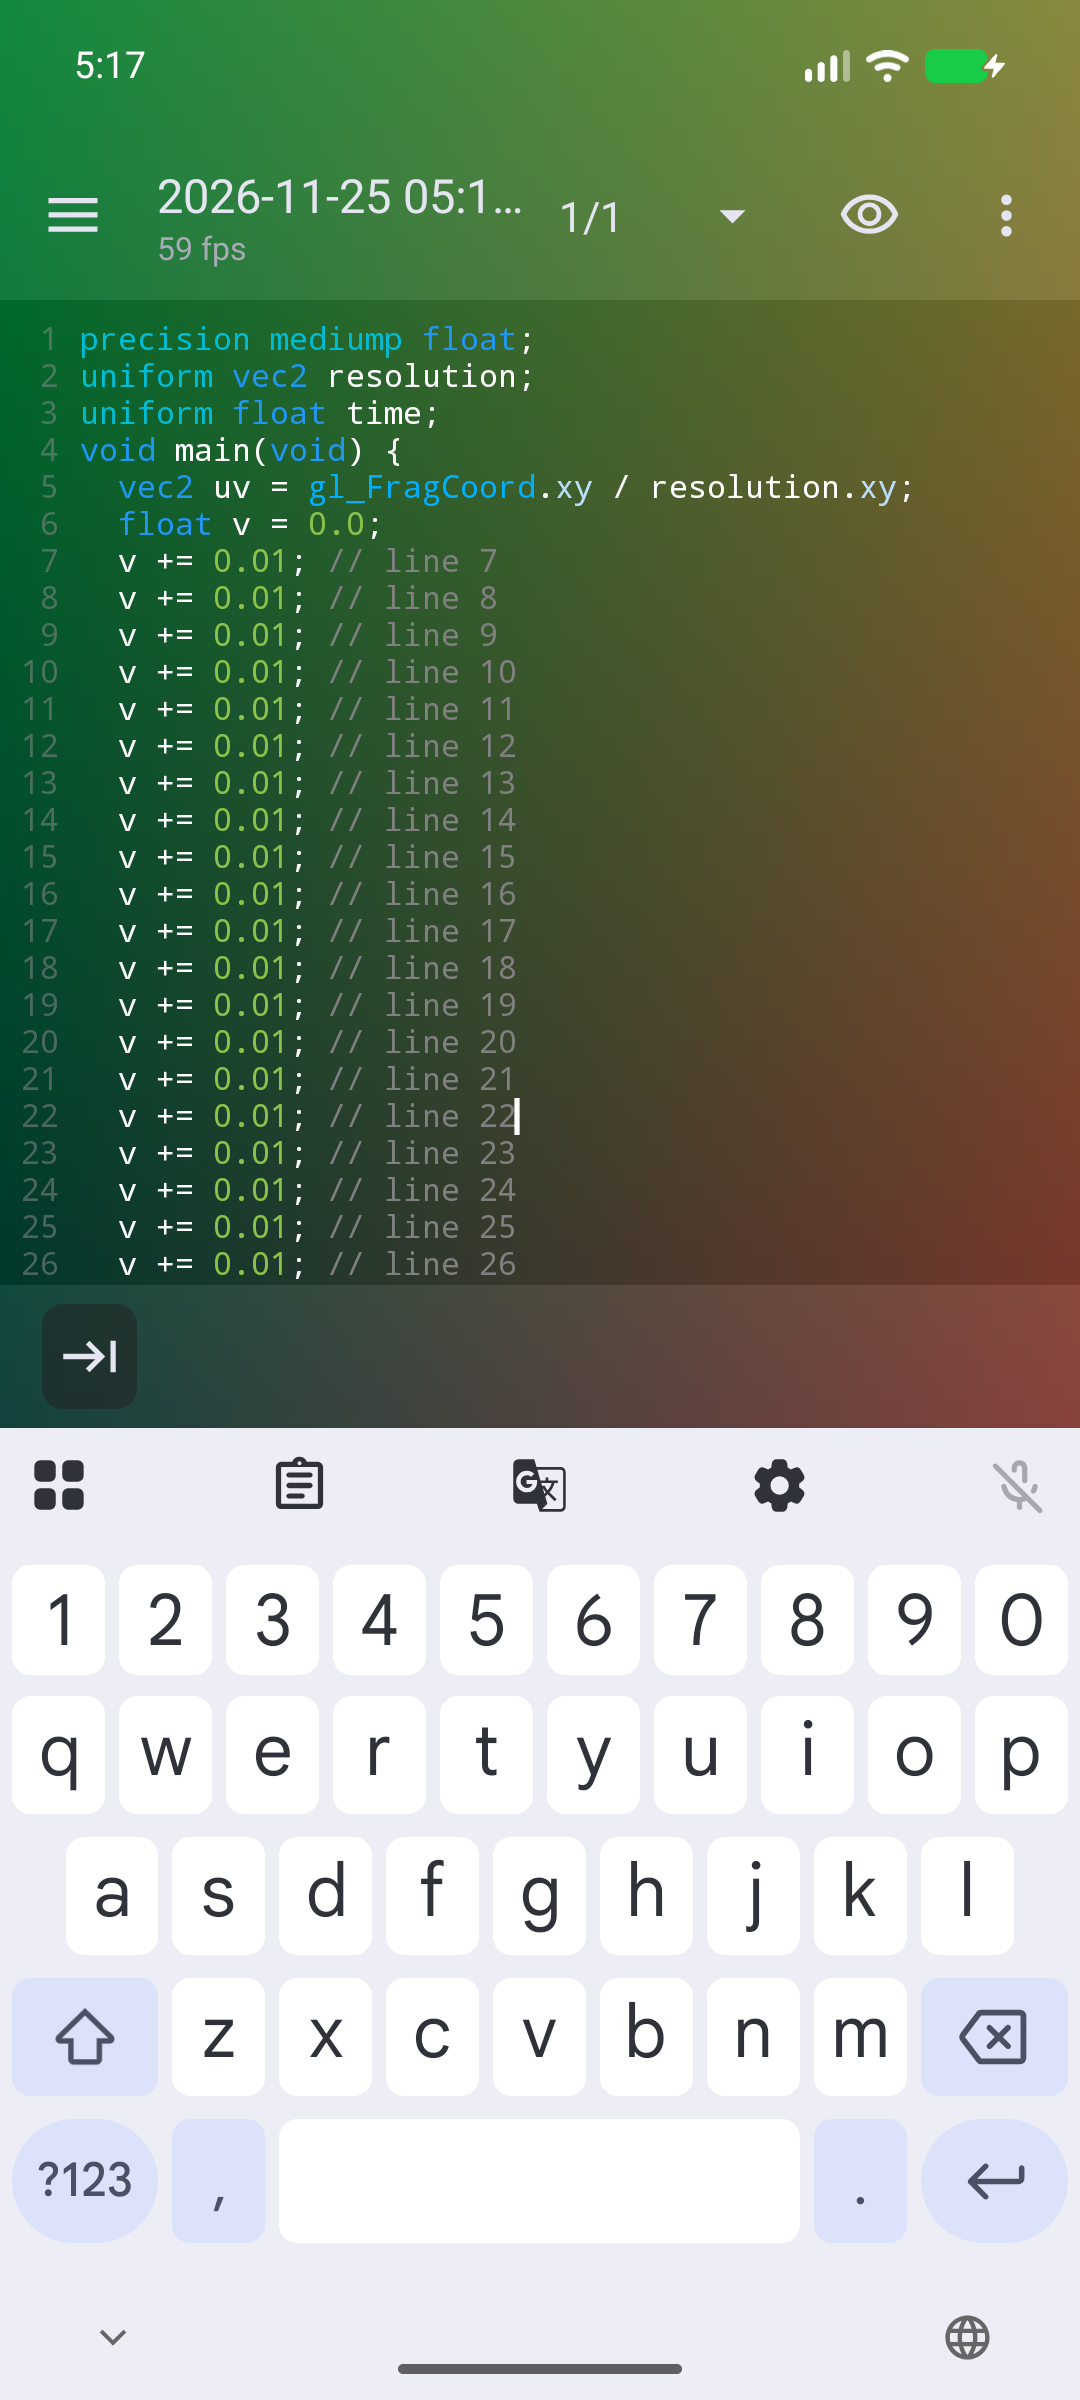 5:17
2026-11-25 05:1... 1/1
59 fps
1 precision mediump float;
2 uniform vec2 resolution;
3 uniform float time;
4 void main(void) {
5   vec2 uv = gl_FragCoord.xy / resolution.xy;
6   float v = 0.0;
7   v += 0.01; // line 7
8   v += 0.01; // line 8
9   v += 0.01; // line 9
10   v += 0.01; // line 10
11   v += 0.01; // line 11
12   v += 0.01; // line 12
13   v += 0.01; // line 13
14   v += 0.01; // line 14
15   v += 0.01; // line 15
16   v += 0.01; // line 16
17   v += 0.01; // line 17
18   v += 0.01; // line 18
19   v += 0.01; // line 19
20   v += 0.01; // line 20
21   v += 0.01; // line 21
22   v += 0.01; // line 22
23   v += 0.01; // line 23
24   v += 0.01; // line 24
25   v += 0.01; // line 25
26   v += 0.01; // line 26
G 文
1 2 3 4 5 6 7 8 9 0
q w e r t y u i o p
a s d f g h j k l
z x c v b n m
?123 , .